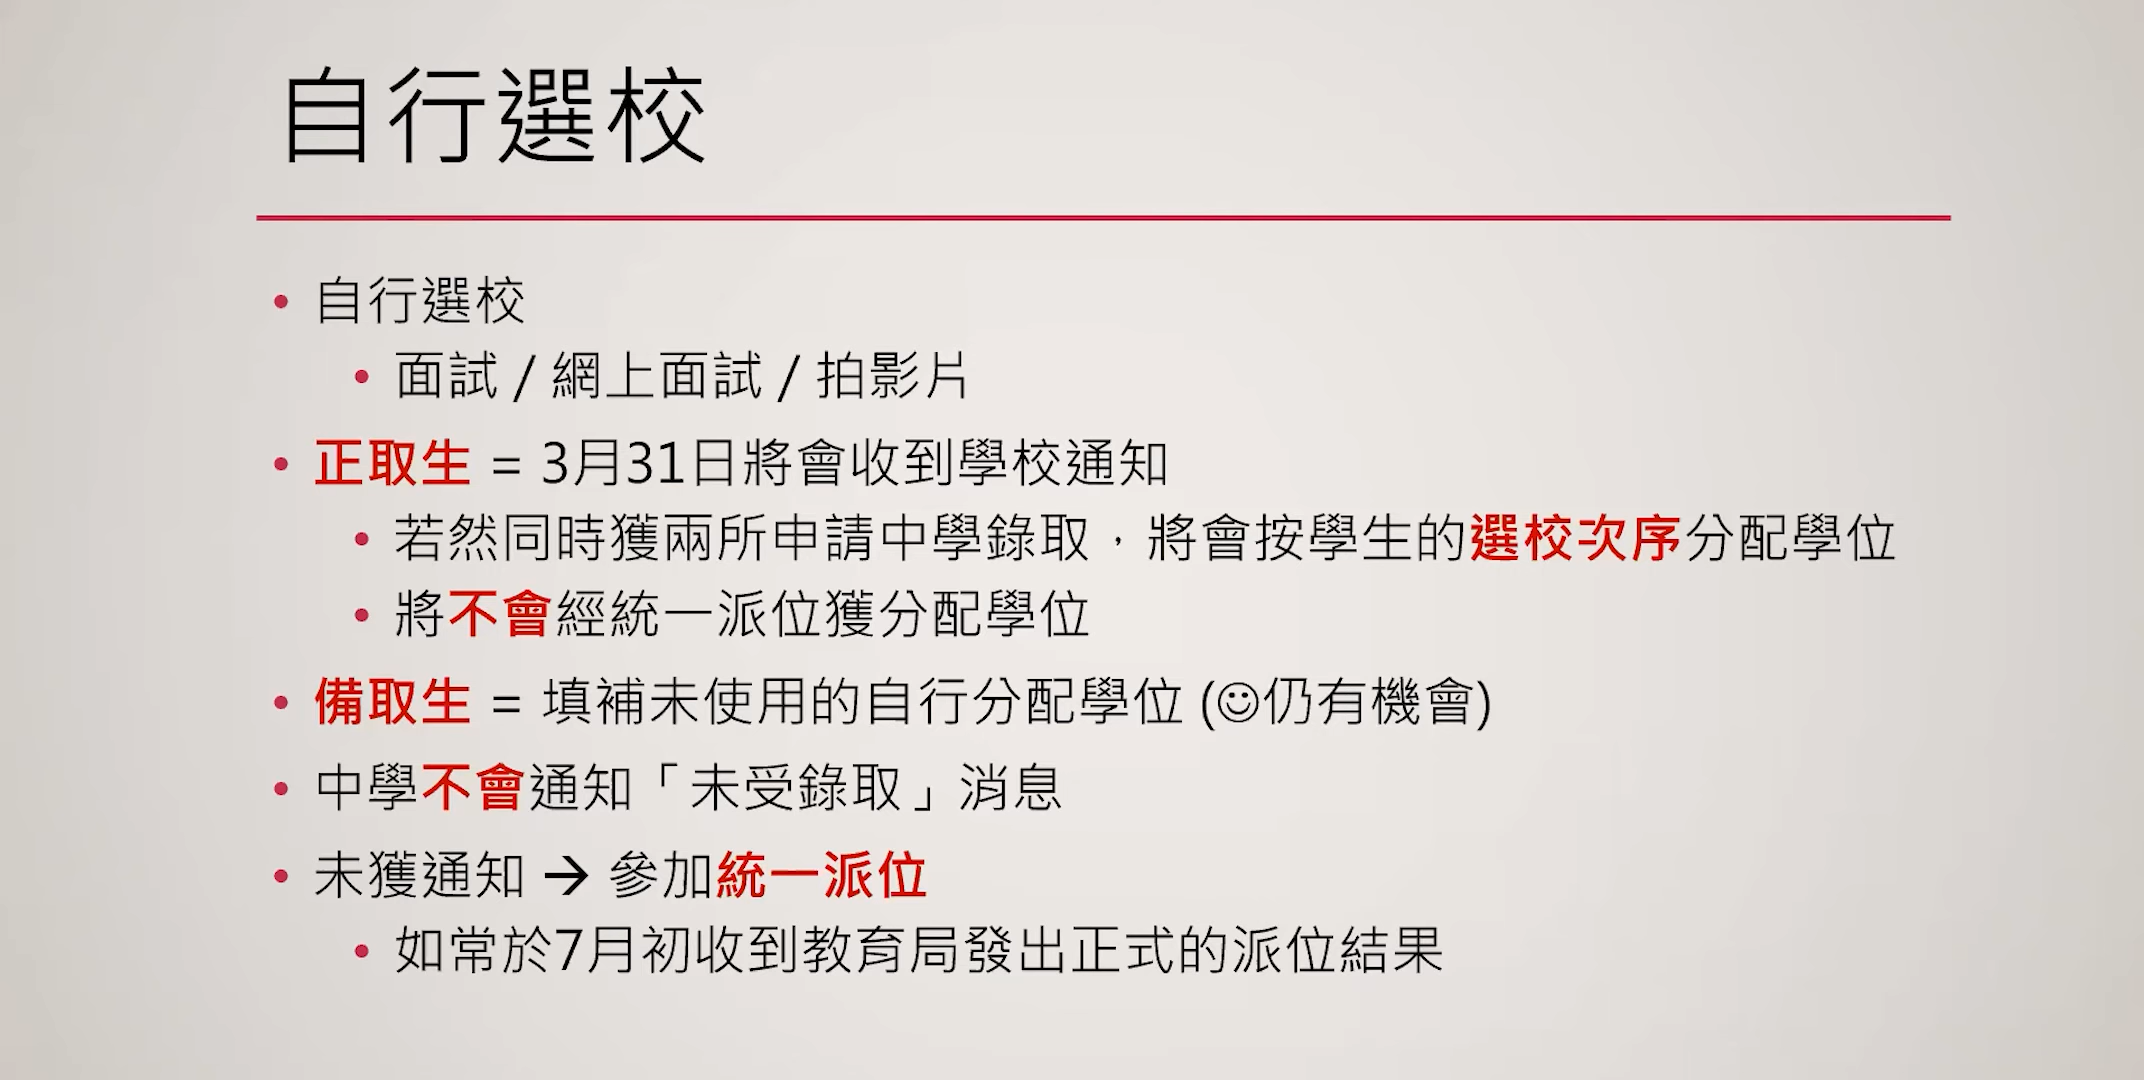 自行選校
• 自行選校
• 面試 / 網上面試 / 拍影片
• 正取生 = 3月31日將會收到學校通知
• 若然同時獲兩所申請中學錄取，將會按學生的選校次序分配學位
• 將不會經統一派位獲分配學位
• 備取生 = 填補未使用的自行分配學位 (☺仍有機會)
• 中學不會通知「未受錄取」消息
• 未獲通知 → 參加統一派位
• 如常於7月初收到教育局發出正式的派位結果